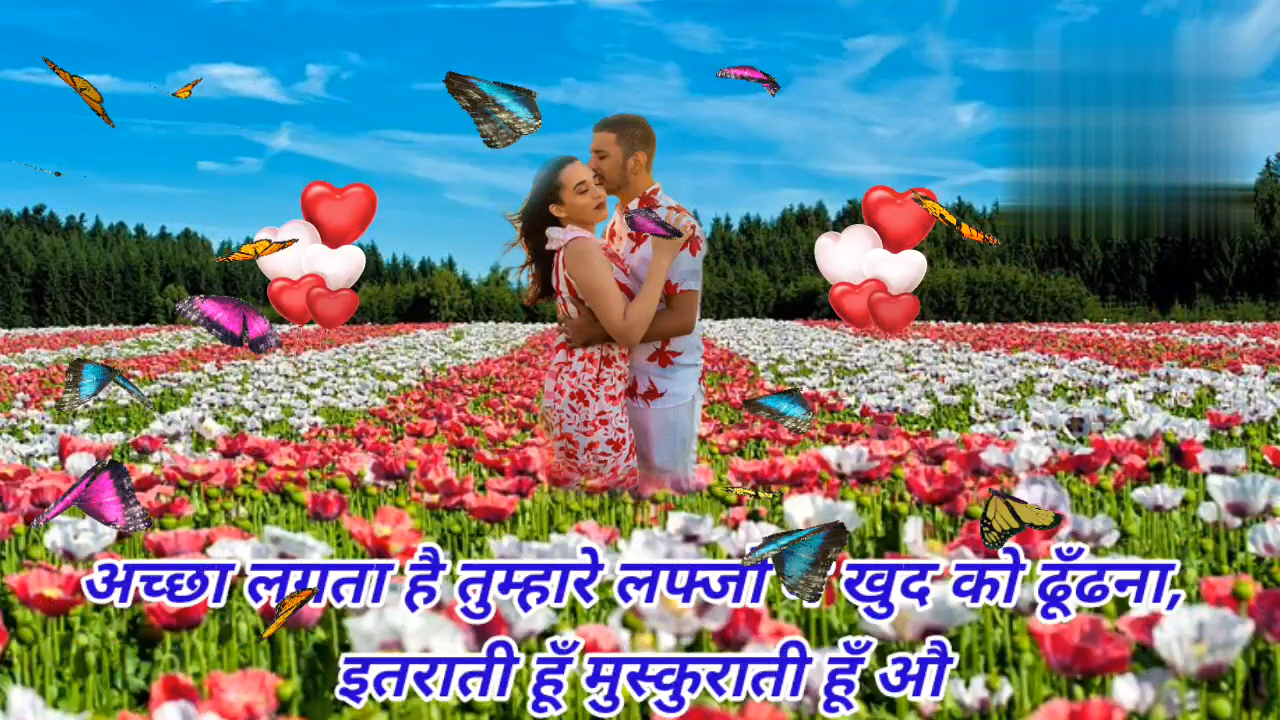 अच्छा लगता है तुम्हारे लफ्जों खुद को ढूँढना,
इतराती हूँ मुस्कुराती हूँ औ